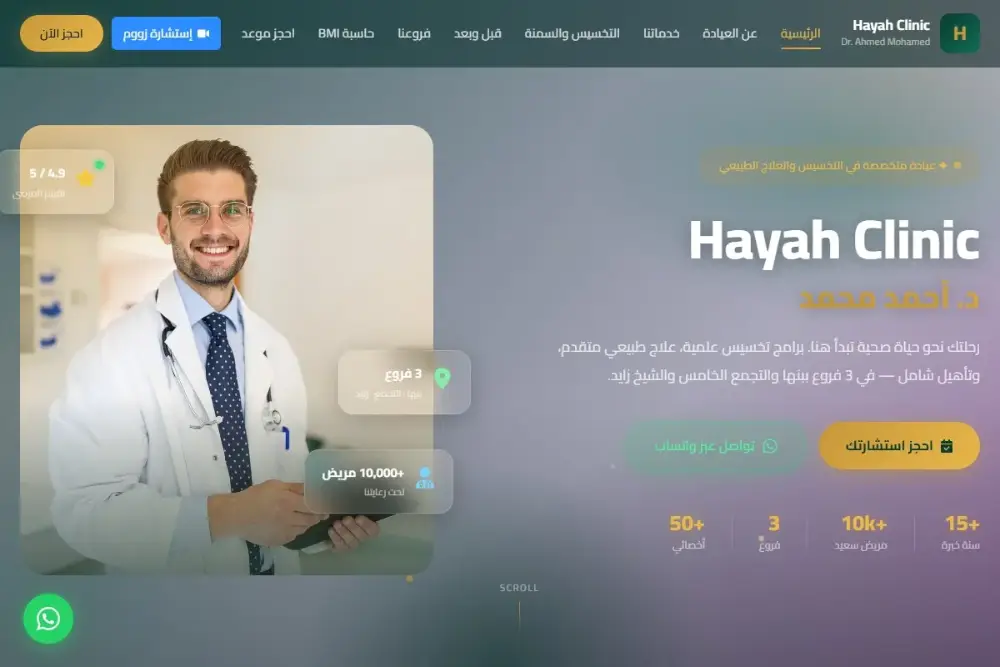 Hayah Clinic
Dr. Ahmed Mohamed
H
الرئيسية
عن العيادة
خدماتنا
التخسيس والسمنة
قبل وبعد
فروعنا
حاسبة BMI
احجز موعد
إستشارة زووم
احجز الآن
عيادة متخصصة في التخسيس والعلاج الطبيعي
Hayah Clinic
د. أحمد محمد
رحلتك نحو حياة صحية تبدأ هنا. برامج تخسيس علمية، علاج طبيعي متقدم،
وتأهيل شامل — في 3 فروع ببنها والتجمع الخامس والشيخ زايد.
احجز استشارتك
تواصل عبر واتساب
15+
سنة خبرة
10k+
مريض سعيد
3
فروع
50+
أخصائي
4.9 / 5
3 فروع
بنها · التجمع · زايد
+10,000 مريض
تحت رعايتنا
SCROLL